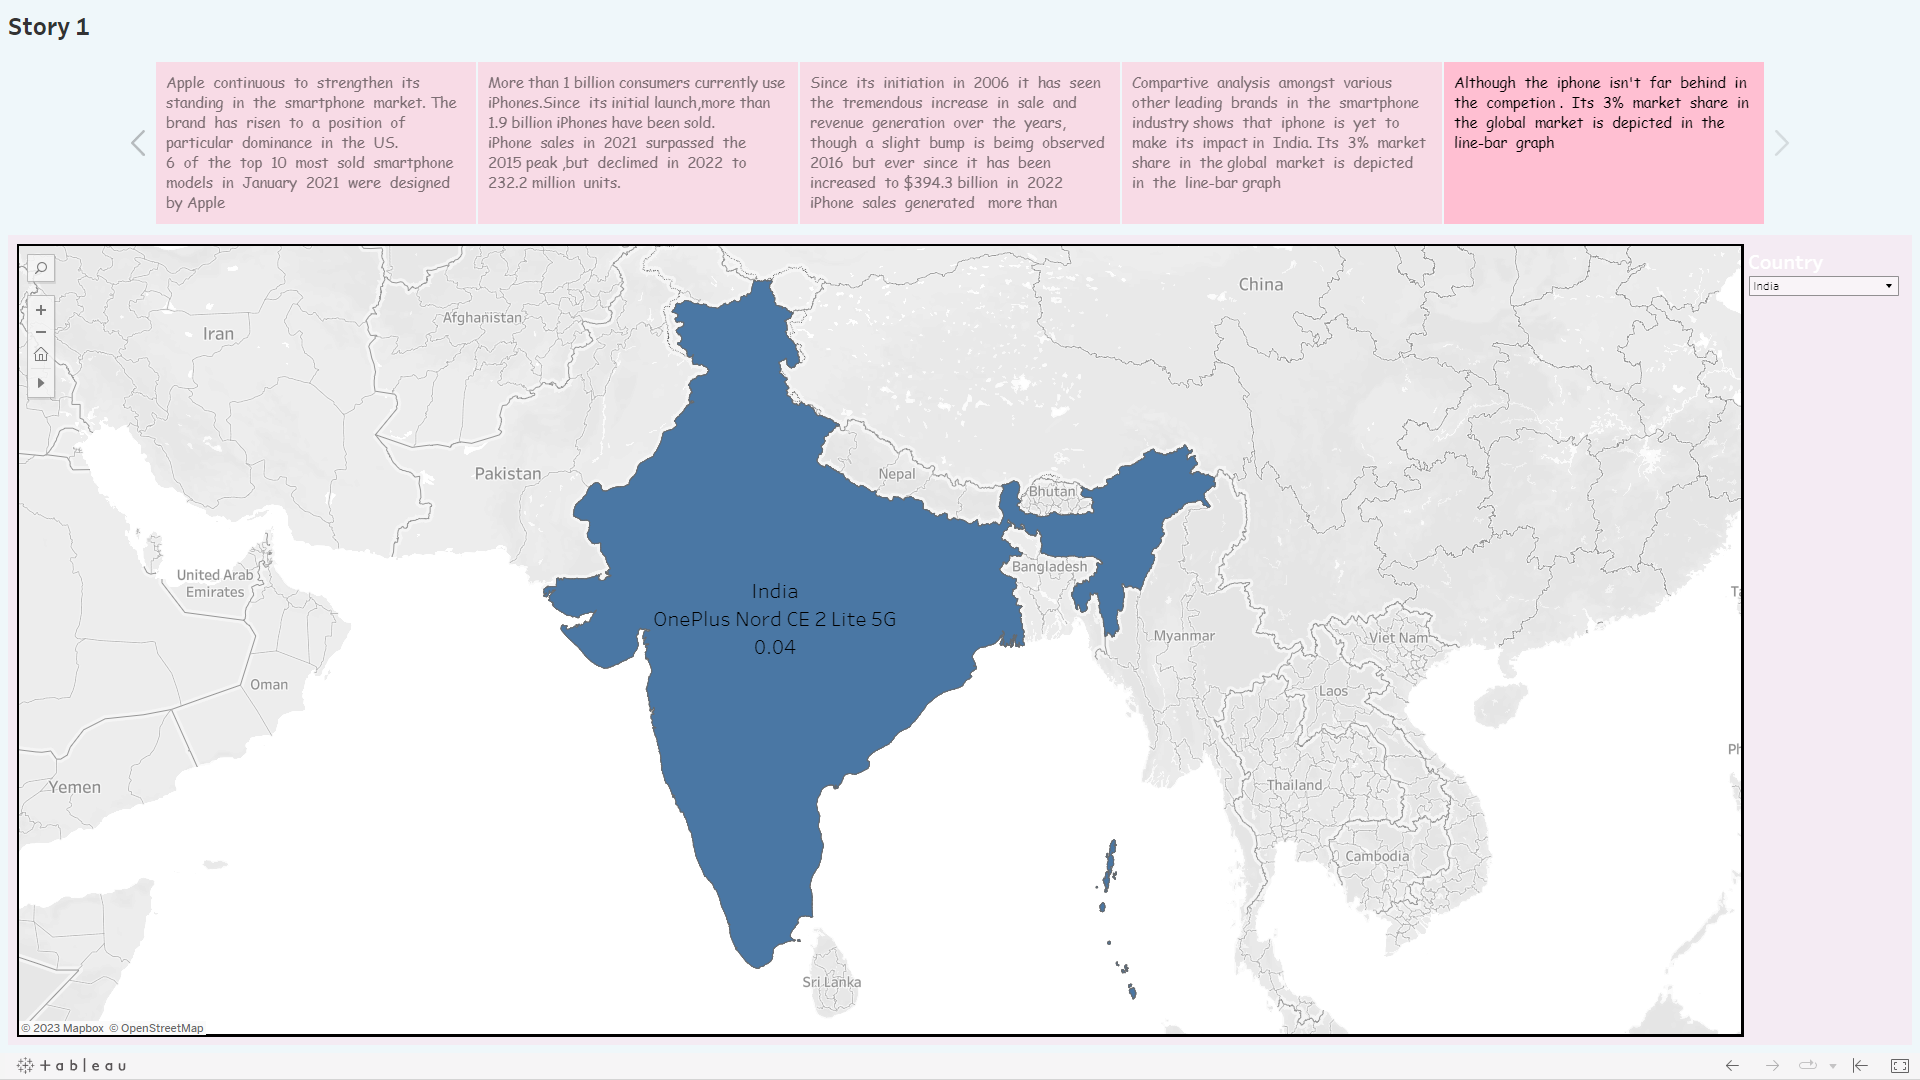 Story 1
Apple continuous to strengthen its
standing in the smartphone market. The
brand has risen to a position of
particular dominance in the US.
6 of the top 10 most sold smartphone
models in January 2021 were designed
by Apple
More than 1 billion consumers currently use
iPhones.Since its initial launch,more than
1.9 billion iPhones have been sold.
iPhone sales in 2021 surpassed the
2015 peak ,but declimed in 2022 to
232.2 million units.
Since its initiation in 2006 it has seen
the tremendous increase in sale and
revenue generation over the years,
though a slight bump is beimg observed
2016 but ever since it has been
increased to $394.3 billion in 2022
iPhone sales generated more than
Compartive analysis amongst various
other leading brands in the smartphone
industry shows that iphone is yet to
make its impact in India. Its 3% market
share in the global market is depicted
in the line-bar graph
Although the iphone isn't far behind in
the competion . Its 3% market share in
the global market is depicted in the
line-bar graph
Country
India
China
Afghanistan
Iran
Pakistan
Nepal
Bhutan
Bangladesh
United Arab
Emirates
India
OnePlus Nord CE 2 Lite 5G
0.04
Myanmar
Viet Nam
Oman
Laos
Ph
Yemen
Thailand
Cambodia
Sri Lanka
© 2023 Mapbox © OpenStreetMap
+ a b | e a u